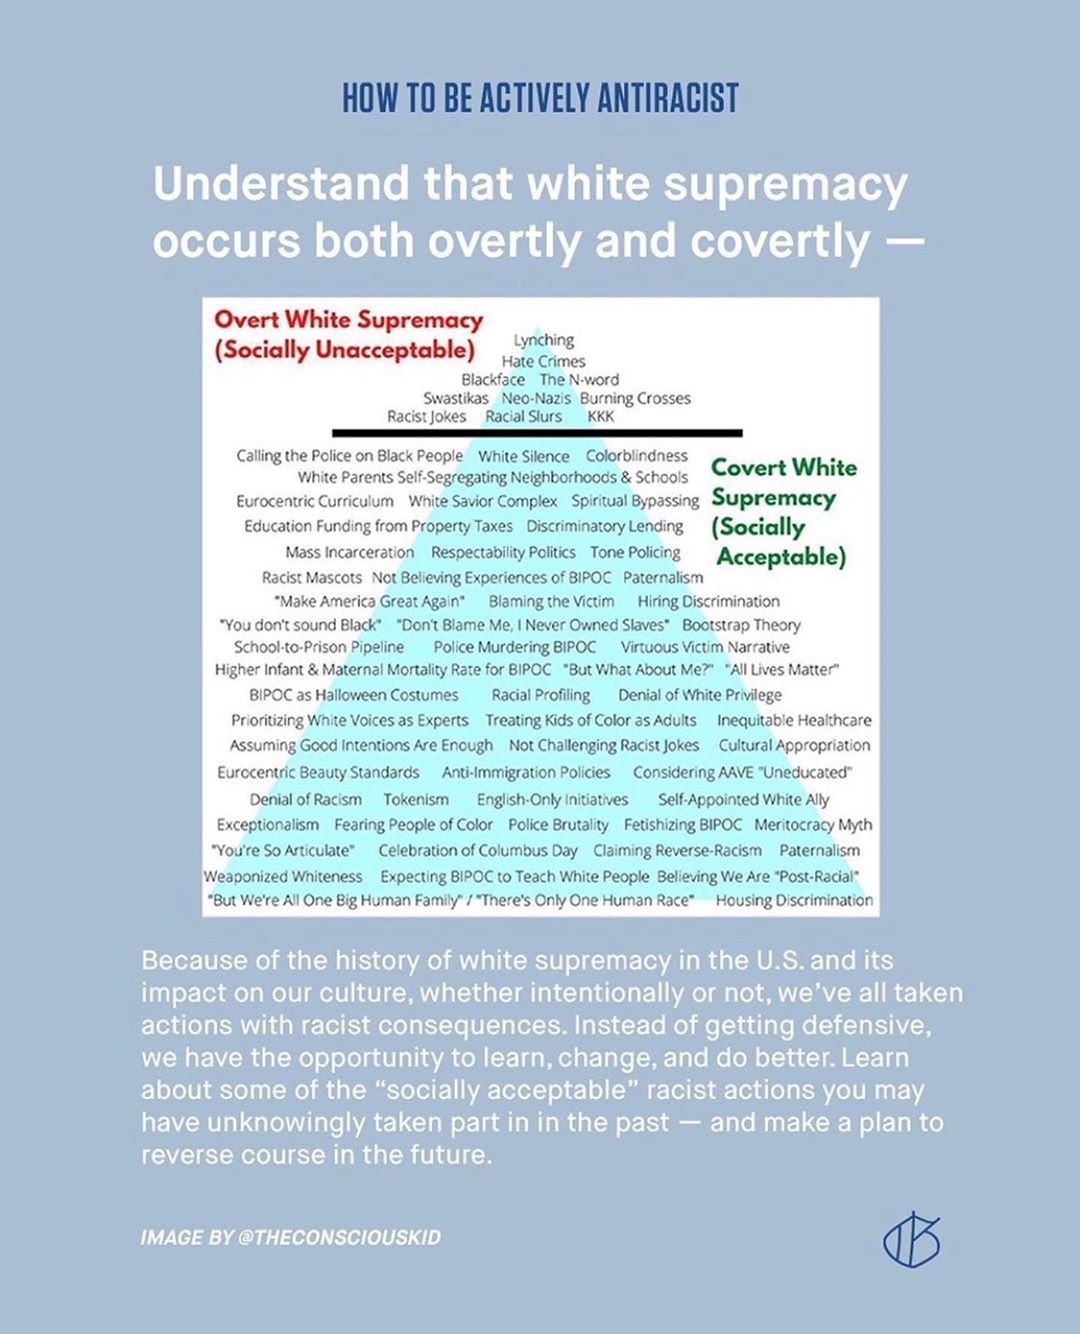 HOW TO BE ACTIVELY ANTIRACIST
Understand that white supremacy
occurs both overtly and covertly —
Overt White Supremacy
(Socially Unacceptable)
Lynching
Hate Crimes
Blackface The N-word
Swastikas Neo-Nazis Burning Crosses
Racist Jokes Racial Slurs KKK
Calling the Police on Black People White Silence Colorblindness
White Parents Self-Segregating Neighborhoods & Schools
Eurocentric Curriculum White Savior Complex Spiritual Bypassing
Education Funding from Property Taxes Discriminatory Lending
Mass Incarceration Respectability Politics Tone Policing
Covert White
Supremacy
(Socially
Acceptable)
Racist Mascots Not Believing Experiences of BIPOC Paternalism
"Make America Great Again" Blaming the Victim Hiring Discrimination
"You don't sound Black" "Don't Blame Me, I Never Owned Slaves" Bootstrap Theory
School-to-Prison Pipeline Police Murdering BIPOC Virtuous Victim Narrative
Higher Infant & Maternal Mortality Rate for BIPOC "But What About Me?" "All Lives Matter"
BIPOC as Halloween Costumes Racial Profiling Denial of White Privilege
Prioritizing White Voices as Experts Treating Kids of Color as Adults Inequitable Healthcare
Assuming Good Intentions Are Enough Not Challenging Racist Jokes Cultural Appropriation
Eurocentric Beauty Standards Anti-Immigration Policies Considering AAVE "Uneducated"
Denial of Racism Tokenism English-Only Initiatives Self-Appointed White Ally
Exceptionalism Fearing People of Color Police Brutality Fetishizing BIPOC Meritocracy Myth
"You're So Articulate" Celebration of Columbus Day Claiming Reverse-Racism Paternalism
Weaponized Whiteness Expecting BIPOC to Teach White People Believing We Are "Post-Racial"
"But We're All One Big Human Family" / "There's Only One Human Race" Housing Discrimination
Because of the history of white supremacy in the U.S. and its
impact on our culture, whether intentionally or not, we've all taken
actions with racist consequences. Instead of getting defensive,
we have the opportunity to learn, change, and do better. Learn
about some of the “socially acceptable” racist actions you may
have unknowingly taken part in in the past — and make a plan to
reverse course in the future.
IMAGE BY @THECONSCIOUSKID